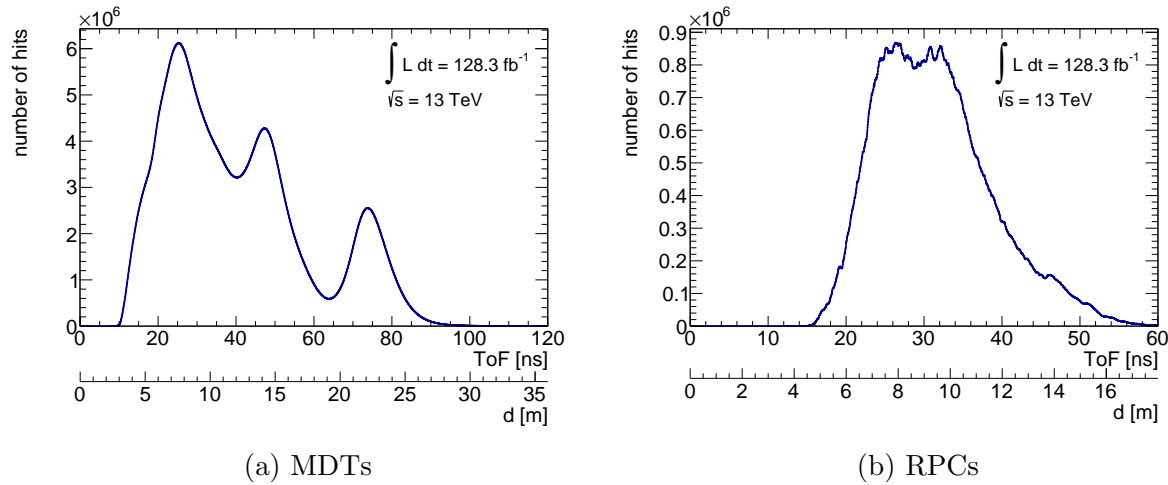 ×10⁶
number of hits
6
5
4
3
2
1
0
∫ L dt = 128.3 fb⁻¹
√s = 13 TeV
0 20 40 60 80 100 120
ToF [ns]
0 5 10 15 20 25 30 35
d [m]
(a) MDTs
×10⁶
number of hits
0.9
0.8
0.7
0.6
0.5
0.4
0.3
0.2
0.1
0
∫ L dt = 128.3 fb⁻¹
√s = 13 TeV
0 10 20 30 40 50 60
ToF [ns]
0 2 4 6 8 10 12 14 16
d [m]
(b) RPCs